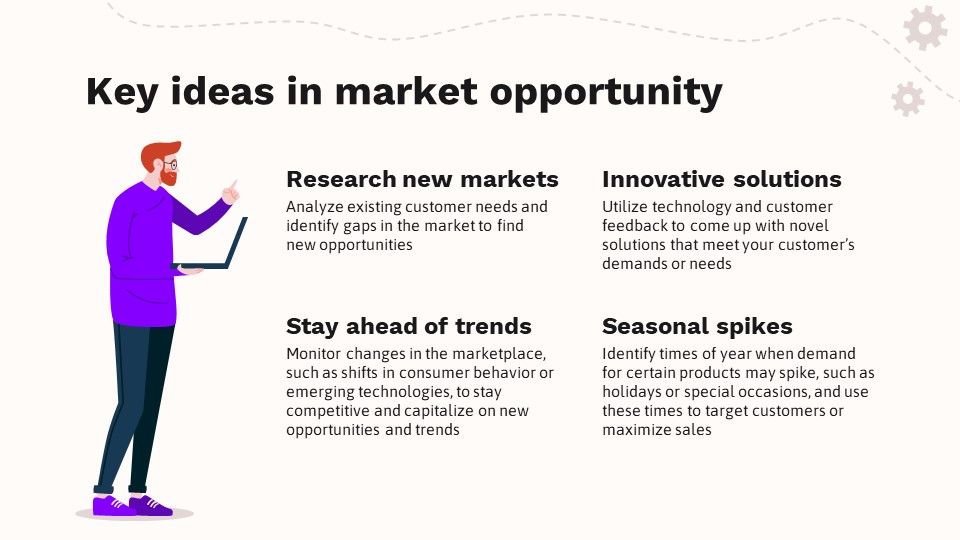 Key ideas in market opportunity
Research new markets
Analyze existing customer needs and
identify gaps in the market to find
new opportunities
Innovative solutions
Utilize technology and customer
feedback to come up with novel
solutions that meet your customer’s
demands or needs
Stay ahead of trends
Monitor changes in the marketplace,
such as shifts in consumer behavior or
emerging technologies, to stay
competitive and capitalize on new
opportunities and trends
Seasonal spikes
Identify times of year when demand
for certain products may spike, such as
holidays or special occasions, and use
these times to target customers or
maximize sales